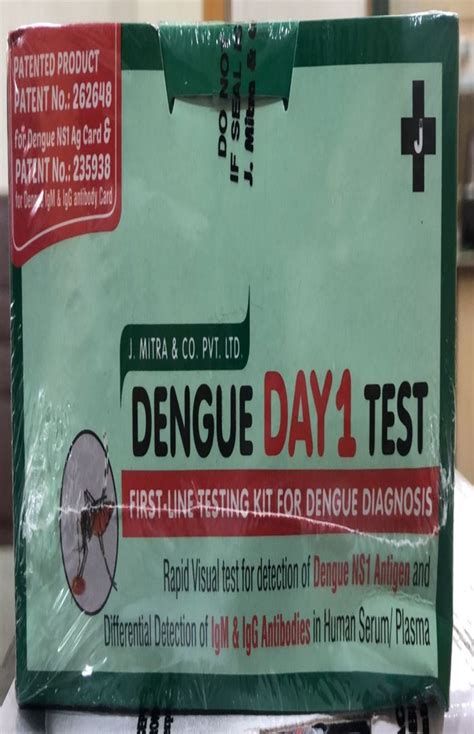 PATENTED PRODUCT
PATENT No.: 262648
for Dengue NS1 Ag Card &
PATENT No.: 235938
for Dengue IgM & IgG antibody Card
DO NO
IF SEAL
J. Mitra &
J
J. MITRA & CO. PVT. LTD.
DENGUE DAY1 TEST
FIRST-LINE TESTING KIT FOR DENGUE DIAGNOSIS
Rapid Visual test for detection of Dengue NS1 Antigen and
Differential Detection of IgM & IgG Antibodies in Human Serum/ Plasma